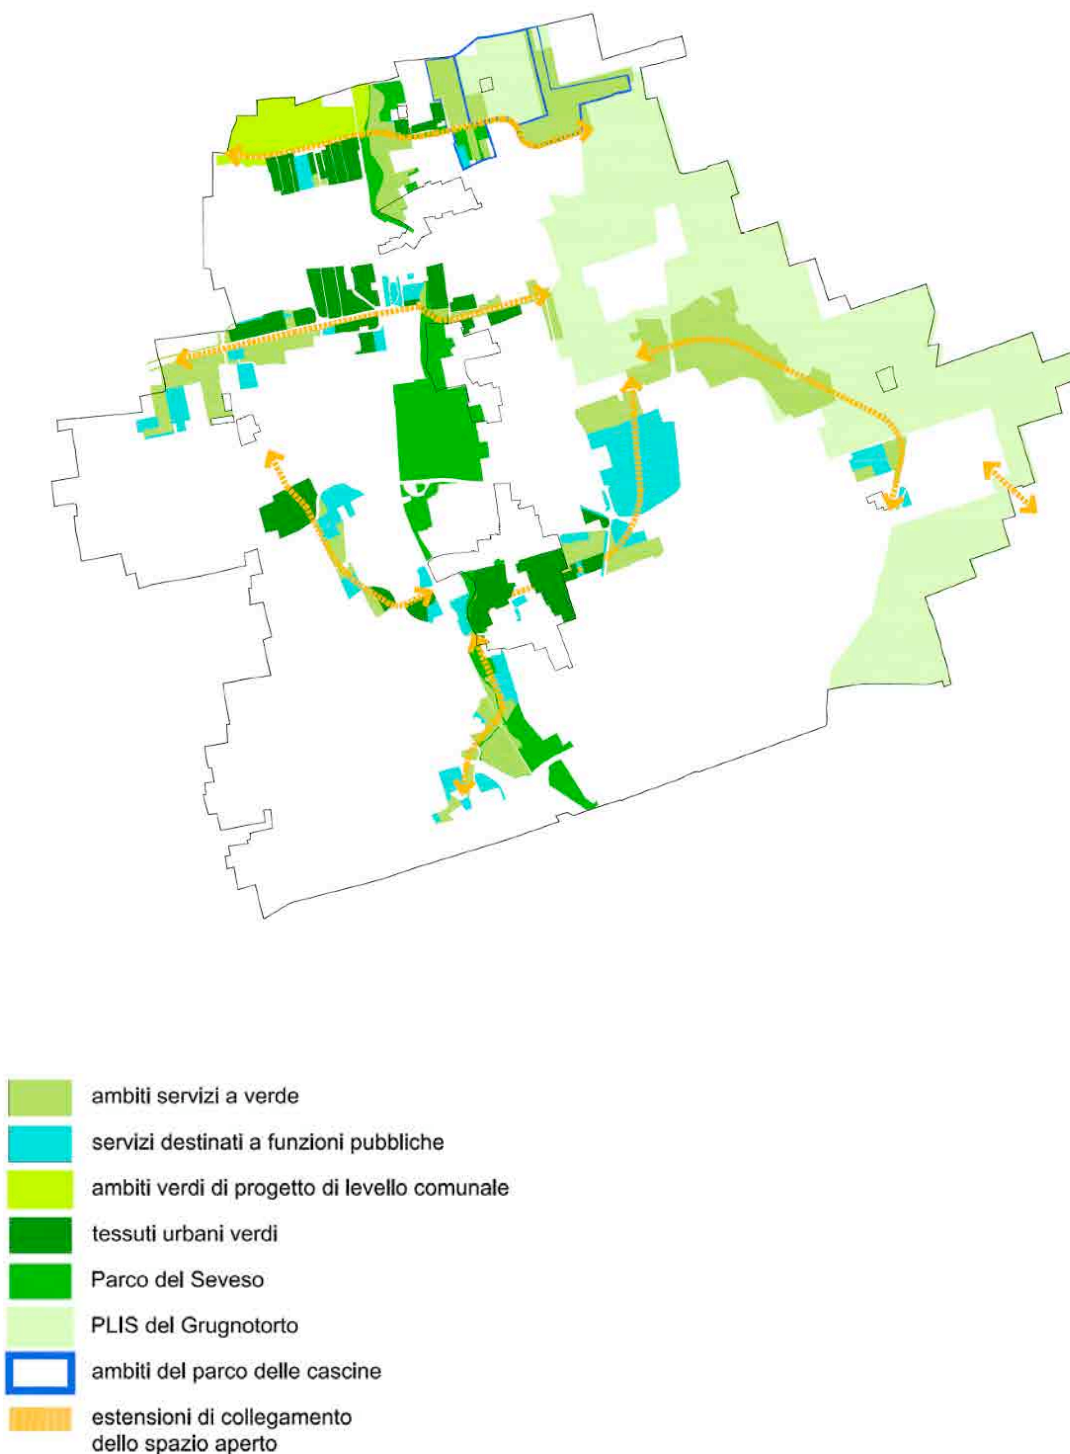 ambiti servizi a verde
servizi destinati a funzioni pubbliche
ambiti verdi di progetto di levello comunale
tessuti urbani verdi
Parco del Seveso
PLIS del Grugnotorto
ambiti del parco delle cascine
estensioni di collegamento
dello spazio aperto